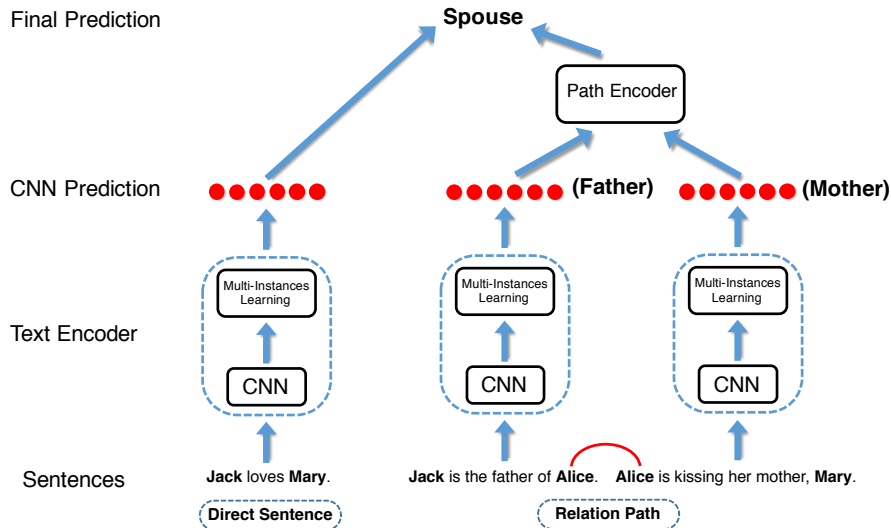 Final Prediction
Spouse
Path Encoder
CNN Prediction
(Father)
(Mother)
Text Encoder
Multi-Instances
Learning
Multi-Instances
Learning
Multi-Instances
Learning
CNN
CNN
CNN
Sentences
Jack loves Mary.
Jack is the father of Alice. Alice is kissing her mother, Mary.
Direct Sentence
Relation Path